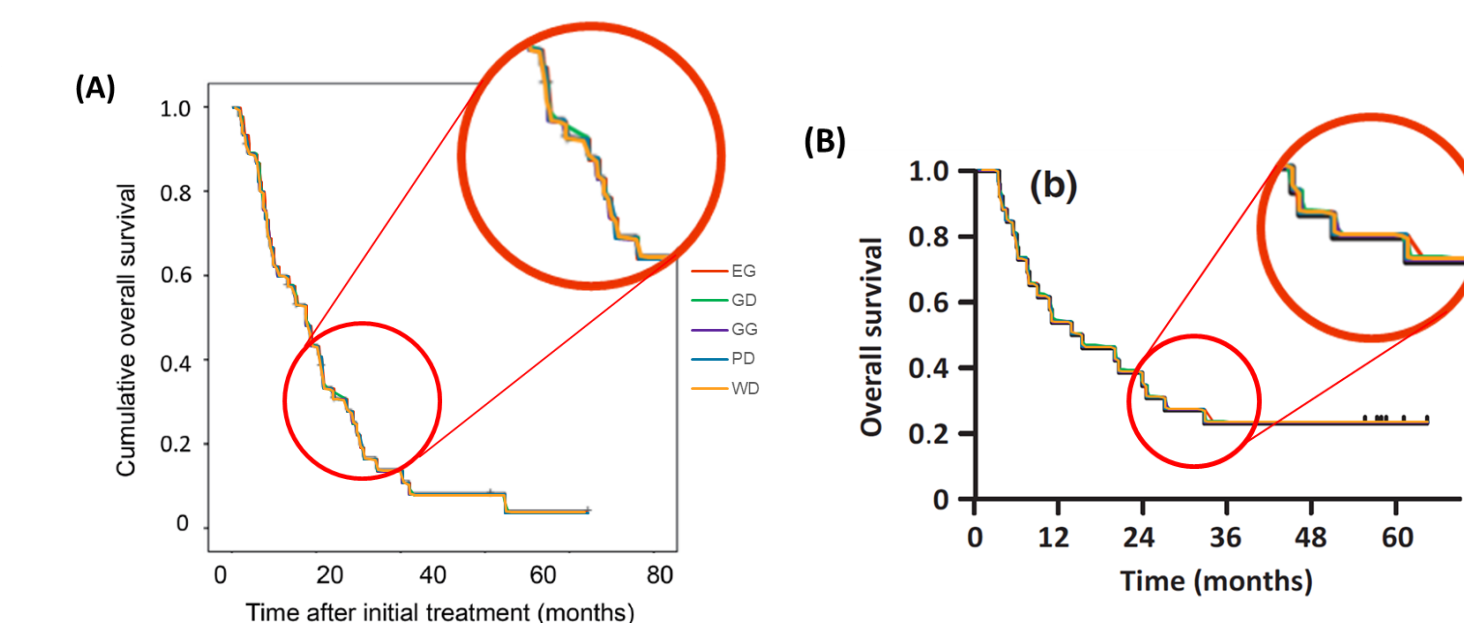 (A)
1.0
0.8
0.6
0.4
0.2
0
Cumulative overall survival
0 20 40 60 80
Time after initial treatment (months)
EG
GD
GG
PD
WD
(B)
(b)
1.0
0.8
0.6
0.4
0.2
0
Overall survival
0 12 24 36 48 60
Time (months)